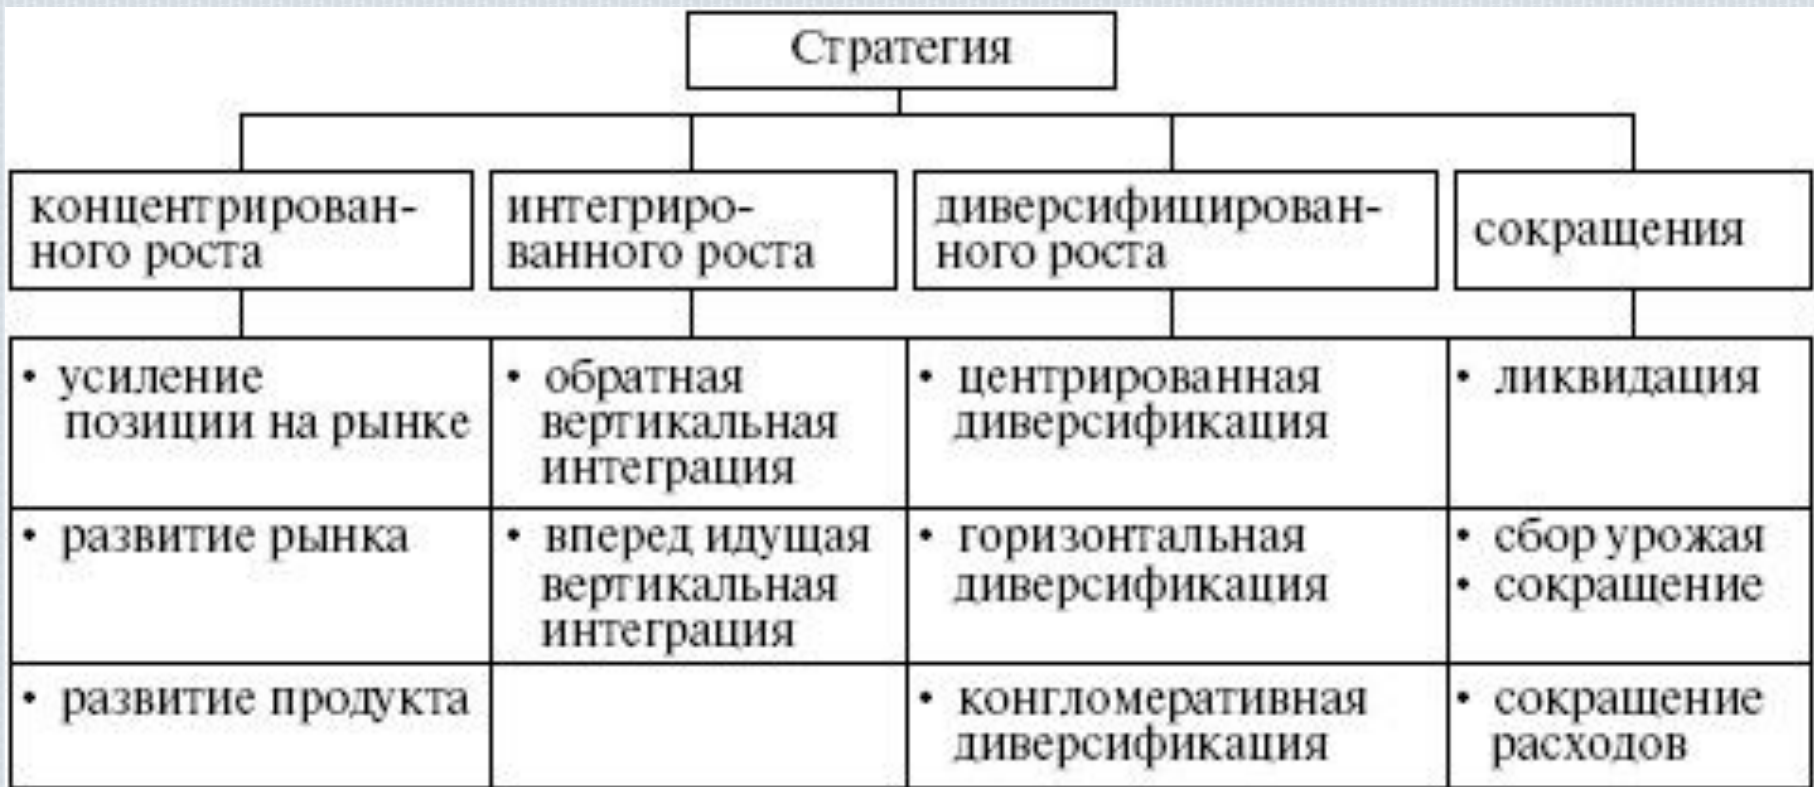 Стратегия
концентрирован-
ного роста
интегриро-
ванного роста
диверсифицирован-
ного роста
сокращения
• усиление
позиции на рынке
• обратная
вертикальная
интеграция
• центрированная
диверсификация
• ликвидация
• развитие рынка
• вперед идущая
вертикальная
интеграция
• горизонтальная
диверсификация
• сбор урожая
• сокращение
• развитие продукта
• конгломеративная
диверсификация
• сокращение
расходов